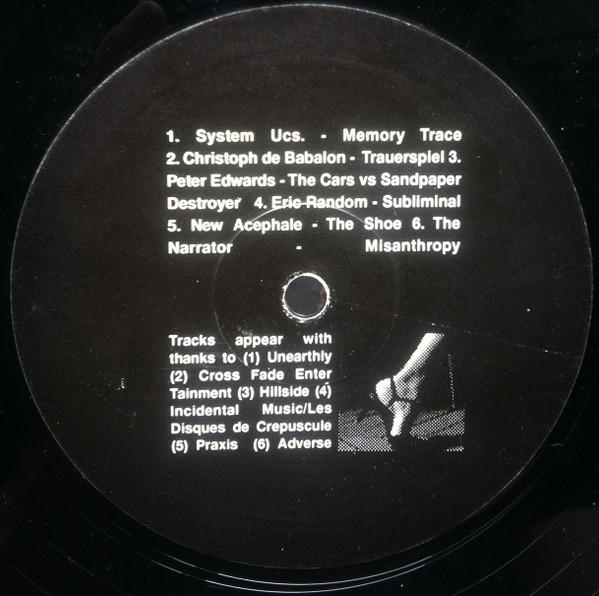 1. System Ucs. - Memory Trace
2. Christoph de Babalon - Trauerspiel 3.
Peter Edwards - The Cars vs Sandpaper
Destroyer 4. Eric Random - Subliminal
5. New Acephale - The Shoe 6. The
Narrator - Misanthropy
Tracks appear with
thanks to (1) Unearthly
(2) Cross Fade Enter
Tainment (3) Hillside (4)
Incidental Music/Les
Disques de Crepuscule
(5) Praxis (6) Adverse